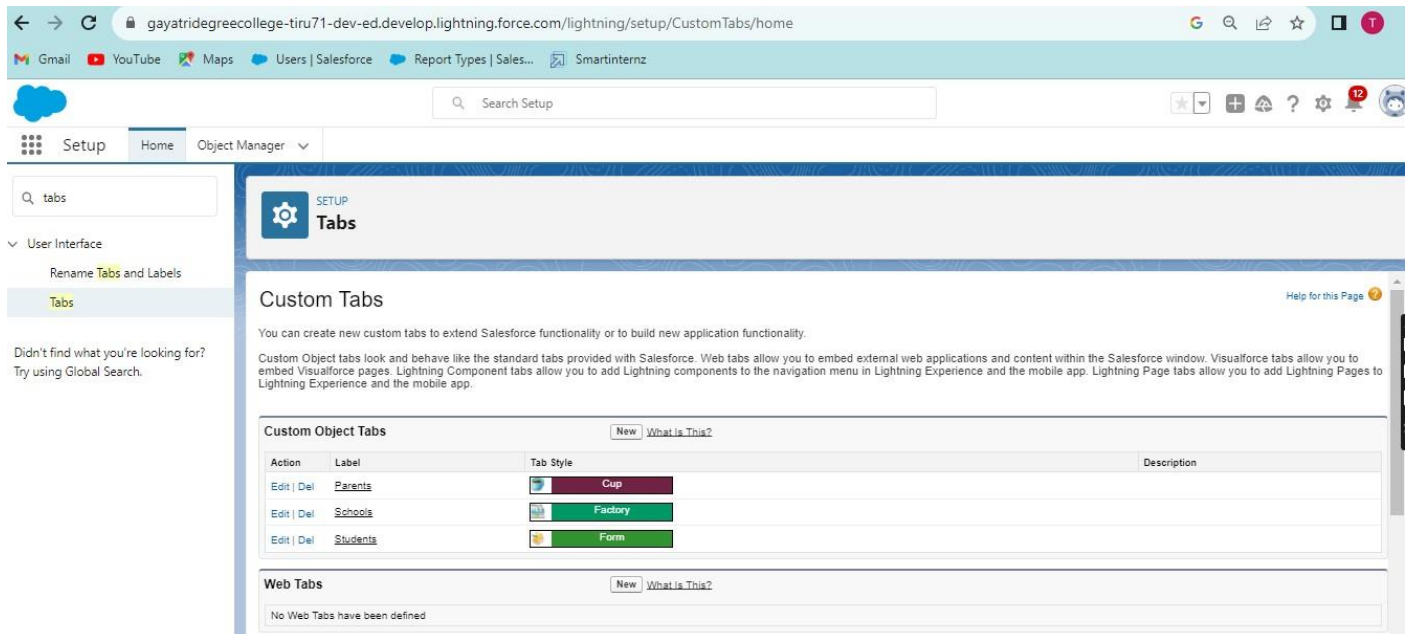 gayatridegreecollege-tiru71-dev-ed.develop.lightning.force.com/lightning/setup/CustomTabs/home
G T
Gmail YouTube Maps Users | Salesforce Report Types | Sales... Smartinternz
Search Setup
12
Setup Home Object Manager
tabs
User Interface
Rename Tabs and Labels
Tabs
Didn't find what you're looking for?
Try using Global Search.
SETUP
Tabs
Custom Tabs
Help for this Page ?
You can create new custom tabs to extend Salesforce functionality or to build new application functionality.
Custom Object tabs look and behave like the standard tabs provided with Salesforce. Web tabs allow you to embed external web applications and content within the Salesforce window. Visualforce tabs allow you to
embed Visualforce pages. Lightning Component tabs allow you to add Lightning components to the navigation menu in Lightning Experience and the mobile app. Lightning Page tabs allow you to add Lightning Pages to
Lightning Experience and the mobile app.
Custom Object Tabs New What Is This?
Action Label Tab Style Description
Edit | Del Parents Cup
Edit | Del Schools Factory
Edit | Del Students Form
Web Tabs New What Is This?
No Web Tabs have been defined